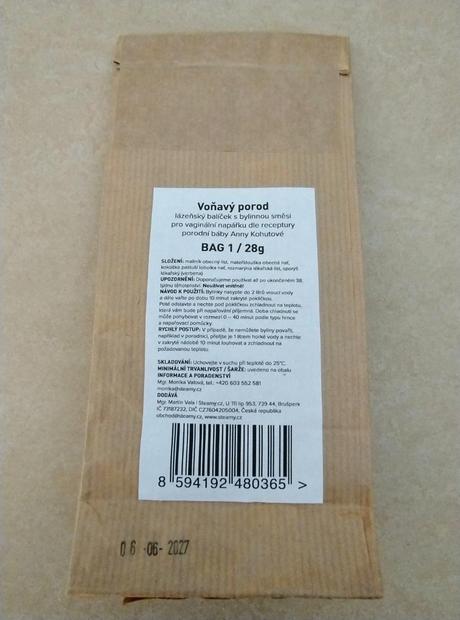 Voňavý porod
lázeňský balíček s bylinnou směsí
pro vaginální napářku dle receptury
porodní báby Anny Kohutové
BAG 1 / 28g
SLOŽENÍ: maliník obecný list, mateřídouška obecná nať,
kokoška pastuší tobolka nať, rozmarýna lékařská list, sporýš
lékařský (verbena)
UPOZORNĚNÍ: Doporučujeme používat až po ukončeném 38.
týdnu těhotenství. Neužívat vnitřně!
NÁVOD K POUŽITÍ: Bylinky nasypte do 2 litrů vroucí vody
a dále vařte po dobu 10 minut zakryté pokličkou.
Poté odstavte a nechte pod pokličkou zchladnout na teplotu,
která vám bude při napařování příjemná. Doba chladnutí se
může pohybovat v rozmezí 0 – 40 minut podle typu hrnce
a napařovací pomůcky.
RYCHLÝ POSTUP: V případě, že nemůžete byliny povařit,
například v porodnici, přelijte je 1 litrem horké vody a nechte
v zakryté nádobě 10 minut louhovat a zchladnout na
požadovanou teplotu.
SKLADOVÁNÍ: Uchovejte v suchu při teplotě do 25°C.
MINIMÁLNÍ TRVANLIVOST / ŠARŽE: uvedeno na obalu
INFORMACE A PORADENSTVÍ
Mgr. Monika Valová, tel.: +420 603 552 581
monika@steamy.cz
DODÁVÁ
Mgr. Martin Vala | Steamy.cz, U Tří lip 953, 739 44, Brušperk
IČ 73187232, DIČ CZ7604205004, Česká republika
obchod@steamy.cz, www.steamy.cz
8 594192 480365 >
06 -06- 2027